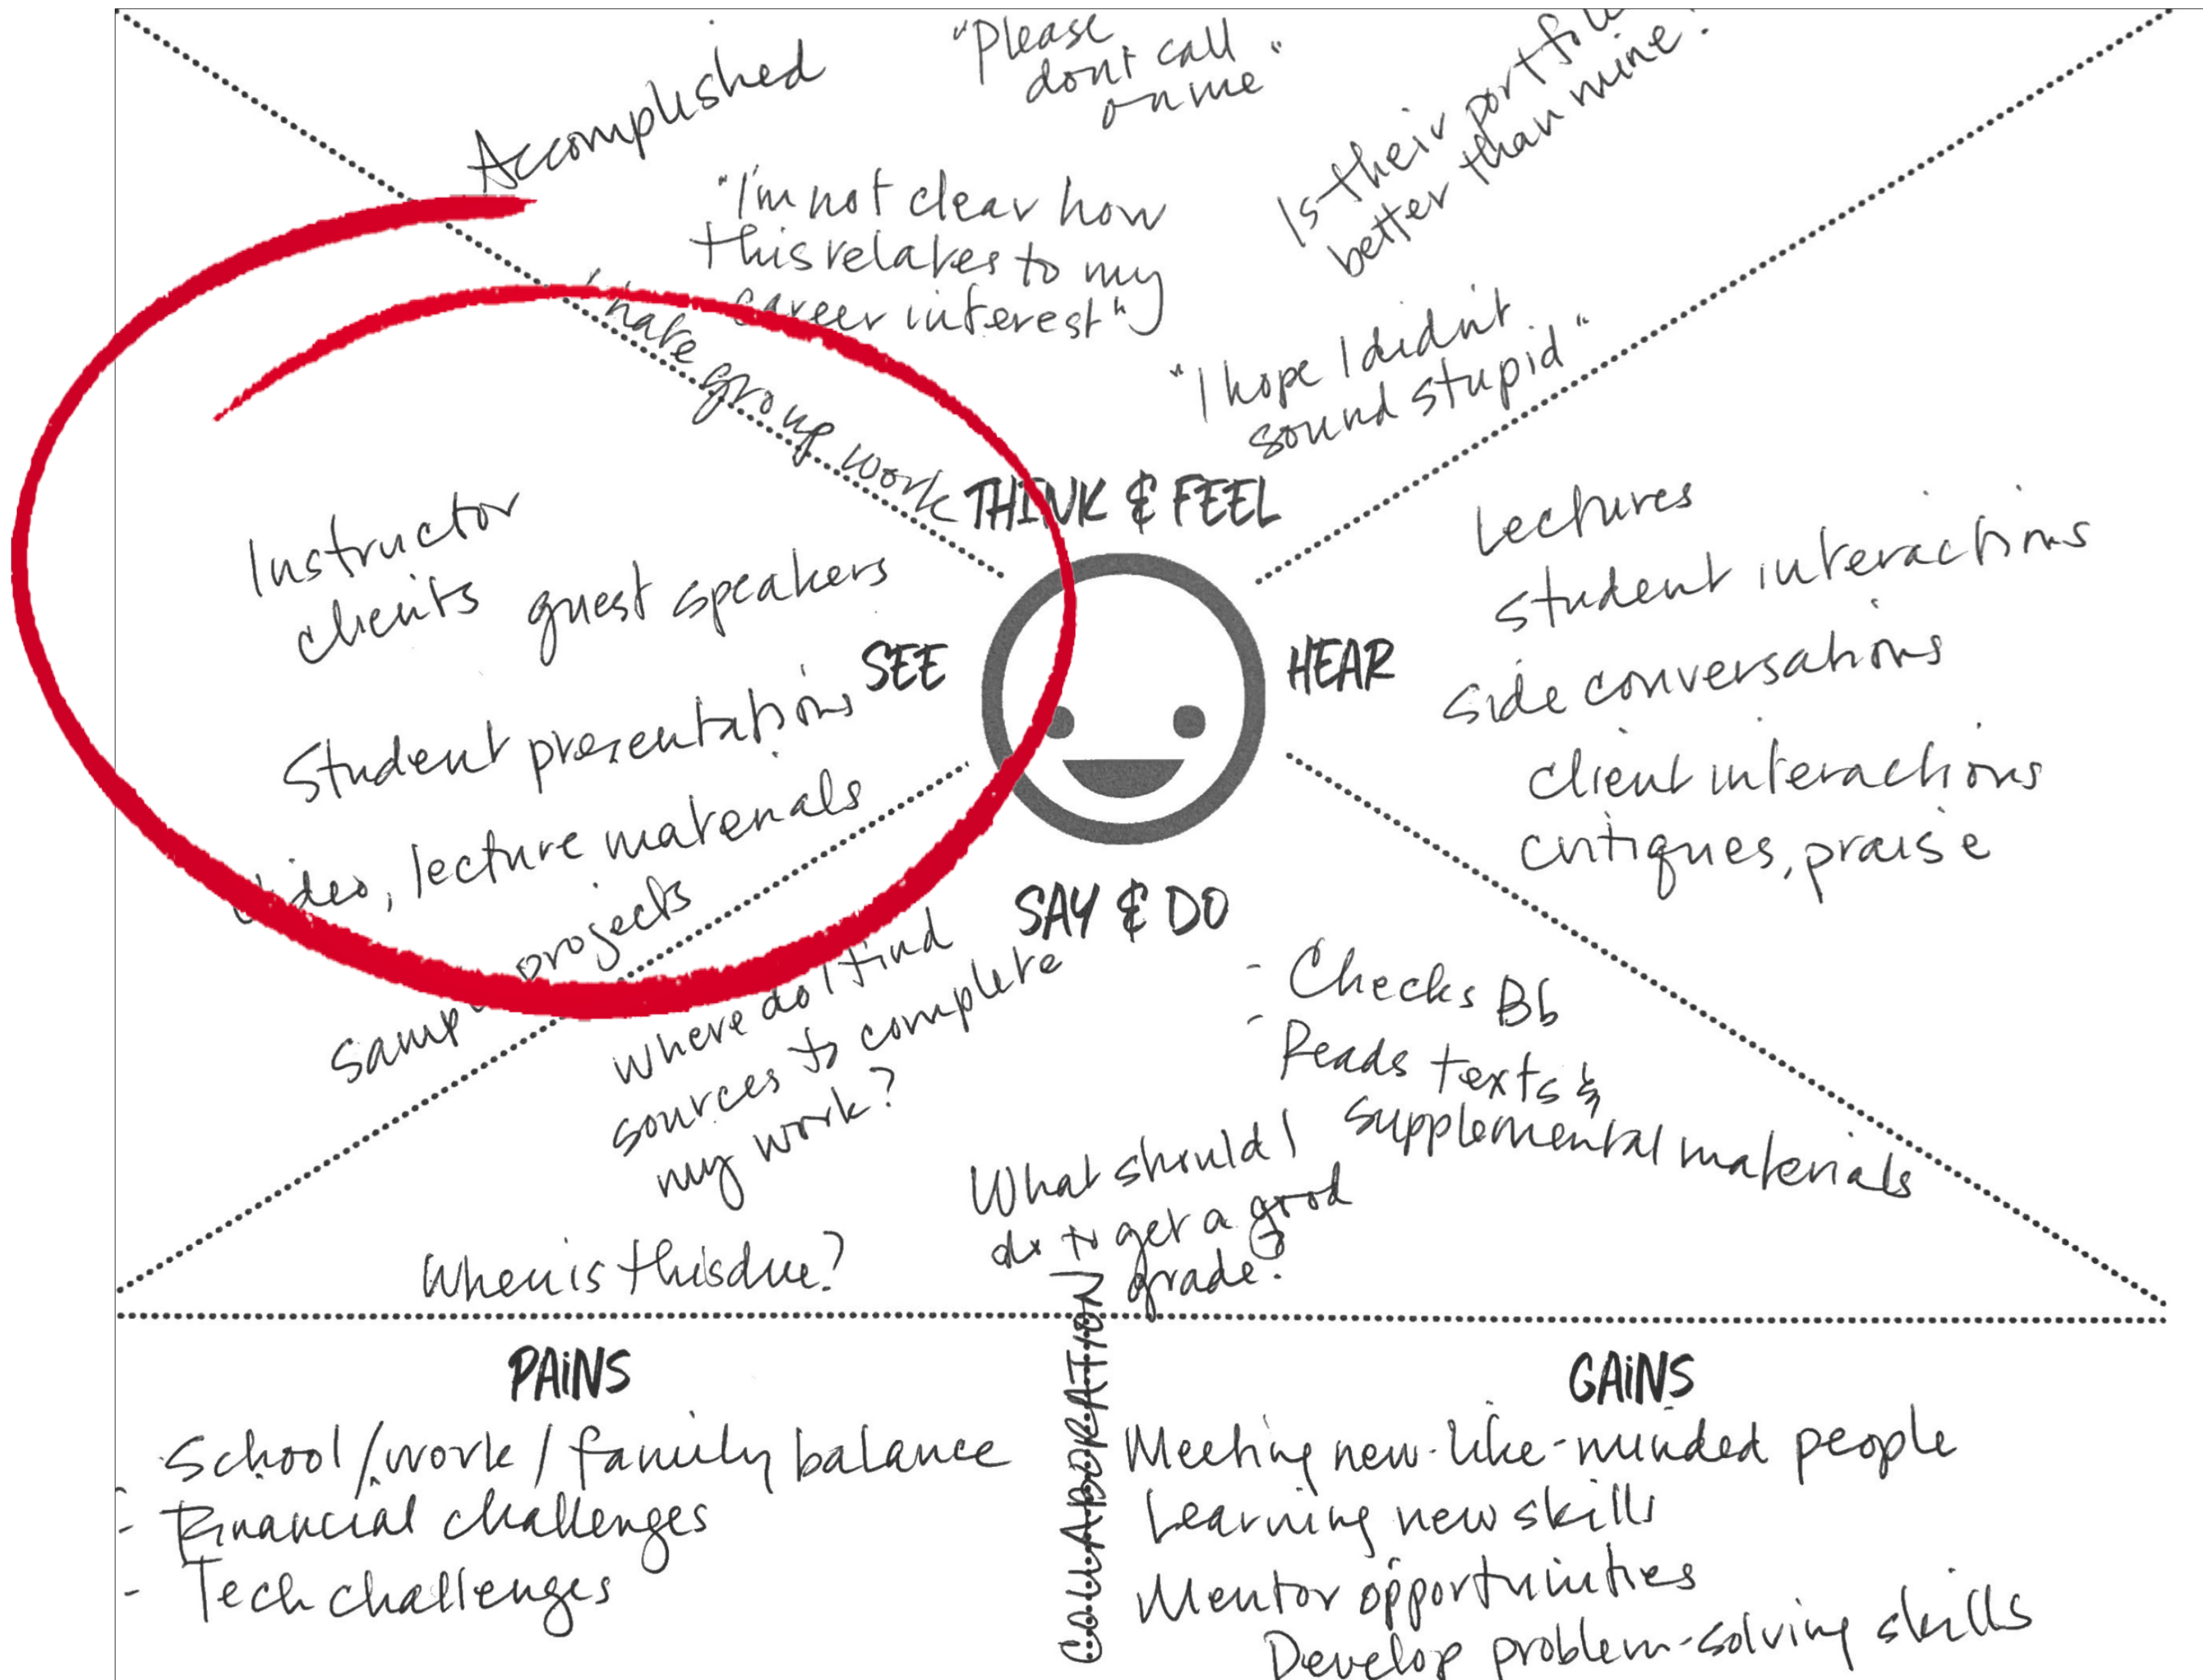 Accomplished
"Please
dont call
on me"
Is their
better than mine?
"I'm not clear how
this relates to my
career interest"
"I hope I didn't
sound stupid"
hate group work
THINK & FEEL
Instructor
clients guest speakers
SEE
Student presentations
video, lecture materials
projects
HEAR
Lectures
student interactions
side conversations
client interactions
critiques, praise
SAY & DO
where do I find
sources to complete
my work?
When is this due?
- Checks Bb
- Reads texts &
supplemental materials
What should I
do to get a good
grade?
PAiNS
School/work/family balance
- Financial challenges
- Tech challenges
COLLABORATION
GAiNS
Meeting new-like-minded people
Learning new skills
Mentor opportunities
Develop problem-solving skills